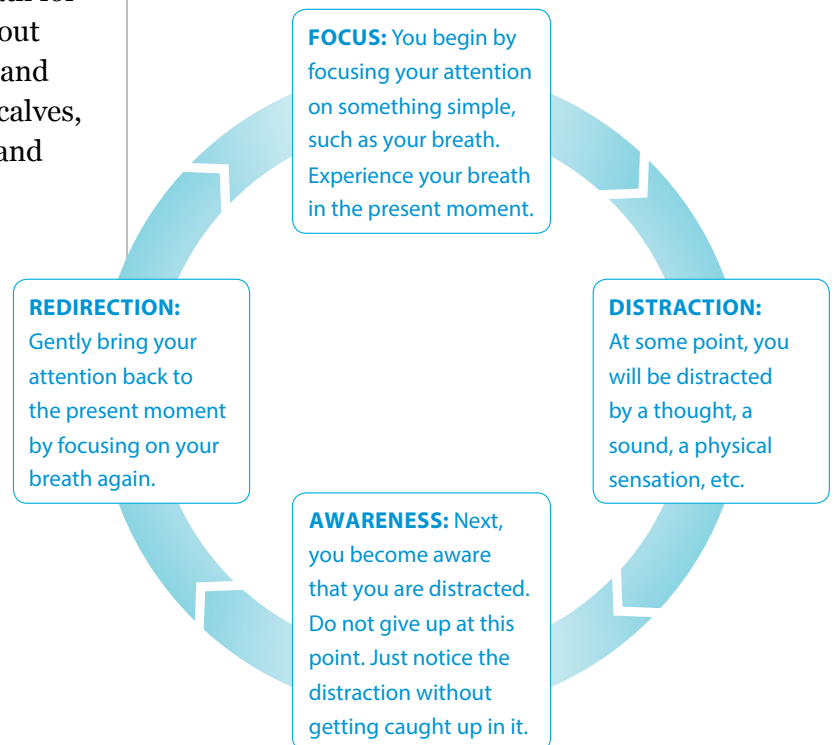 out
and
calves,
and
FOCUS: You begin by
focusing your attention
on something simple,
such as your breath.
Experience your breath
in the present moment.
DISTRACTION:
At some point, you
will be distracted
by a thought, a
sound, a physical
sensation, etc.
AWARENESS: Next,
you become aware
that you are distracted.
Do not give up at this
point. Just notice the
distraction without
getting caught up in it.
REDIRECTION:
Gently bring your
attention back to
the present moment
by focusing on your
breath again.